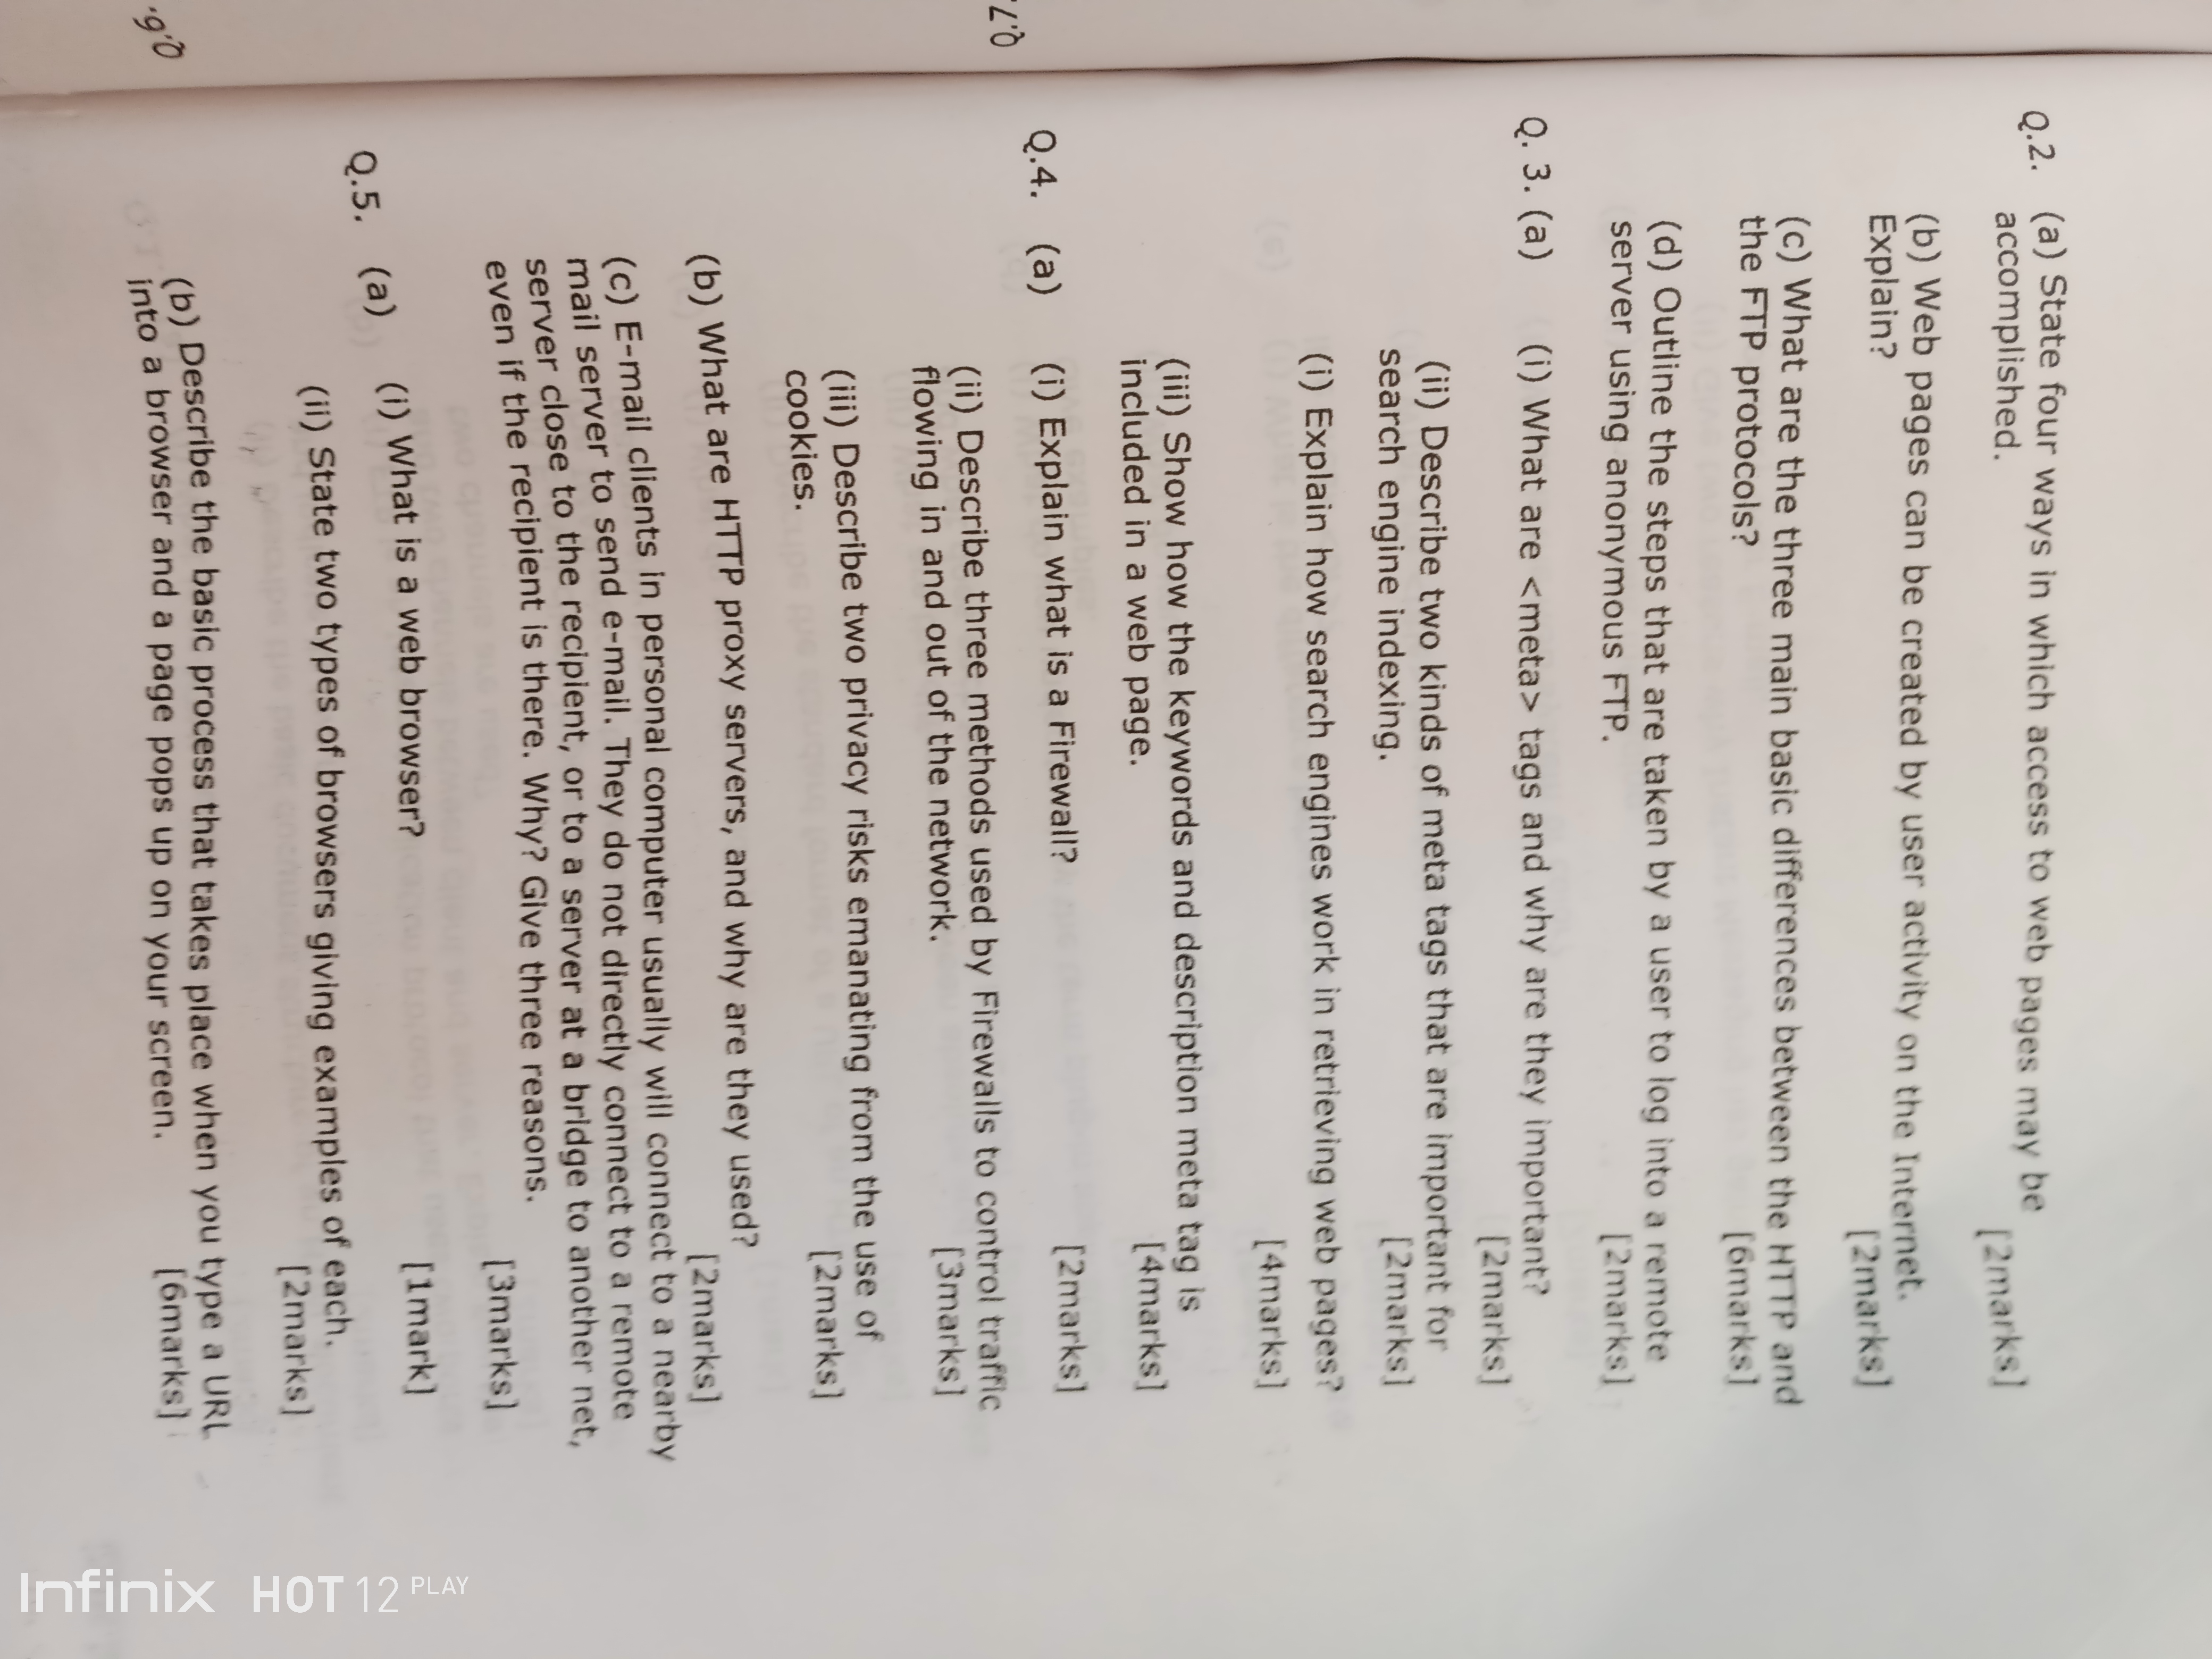 Q.2. (a) State four ways in which access to web pages may be
accomplished.
[2marks]
(b) Web pages can be created by user activity on the Internet.
Explain?
[2marks]
(c) What are the three main basic differences between the HTTP and
the FTP protocols?
[6marks]
(d) Outline the steps that are taken by a user to log into a remote
server using anonymous FTP.
[2marks]
Q. 3. (a) (i) What are <meta> tags and why are they important?
[2marks]
(ii) Describe two kinds of meta tags that are important for
search engine indexing.
[2marks]
(i) Explain how search engines work in retrieving web pages?
[4marks]
(iii) Show how the keywords and description meta tag is
included in a web page.
[4marks]
Q.4. (a) (i) Explain what is a Firewall?
[2marks]
(ii) Describe three methods used by Firewalls to control traffic
flowing in and out of the network.
[3marks]
(iii) Describe two privacy risks emanating from the use of
cookies.
[2marks]
(b) What are HTTP proxy servers, and why are they used?
[2marks]
(c) E-mail clients in personal computer usually will connect to a nearby
mail server to send e-mail. They do not directly connect to a remote
server close to the recipient, or to a server at a bridge to another net,
even if the recipient is there. Why? Give three reasons.
[3marks]
Q.5. (a) (i) What is a web browser?
[1mark]
(ii) State two types of browsers giving examples of each.
[2marks]
(b) Describe the basic process that takes place when you type a URL
into a browser and a page pops up on your screen.
[6marks]
Q.7.
Q.6.
Infinix HOT 12 PLAY